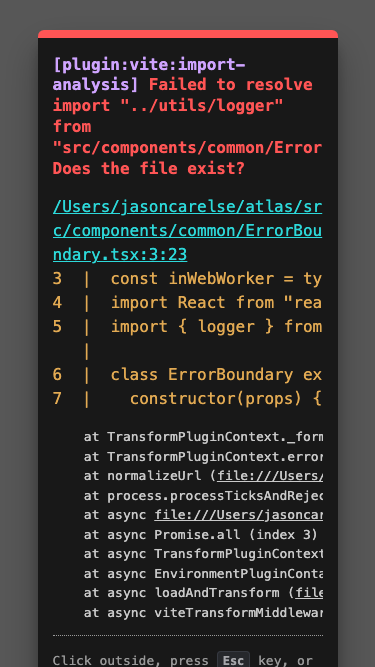 [plugin:vite:import-
analysis] Failed to resolve
import "../utils/logger"
from
"src/components/common/Error
Does the file exist?
/Users/jasoncarelse/atlas/sr
c/components/common/ErrorBou
ndary.tsx:3:23
3  |  const inWebWorker = ty
4  |  import React from "rea
5  |  import { logger } from
   |
6  |  class ErrorBoundary ex
7  |    constructor(props) {
at TransformPluginContext._form
at TransformPluginContext.error
at normalizeUrl (file:///Users/
at process.processTicksAndRejec
at async file:///Users/jasoncar
at async Promise.all (index 3)
at async TransformPluginContext
at async EnvironmentPluginConta
at async loadAndTransform (file
at async viteTransformMiddlewar
Click outside, press Esc key, or